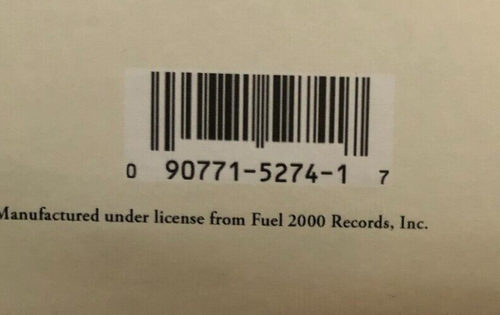 0 90771-5274-1 7
Manufactured under license from Fuel 2000 Records, Inc.